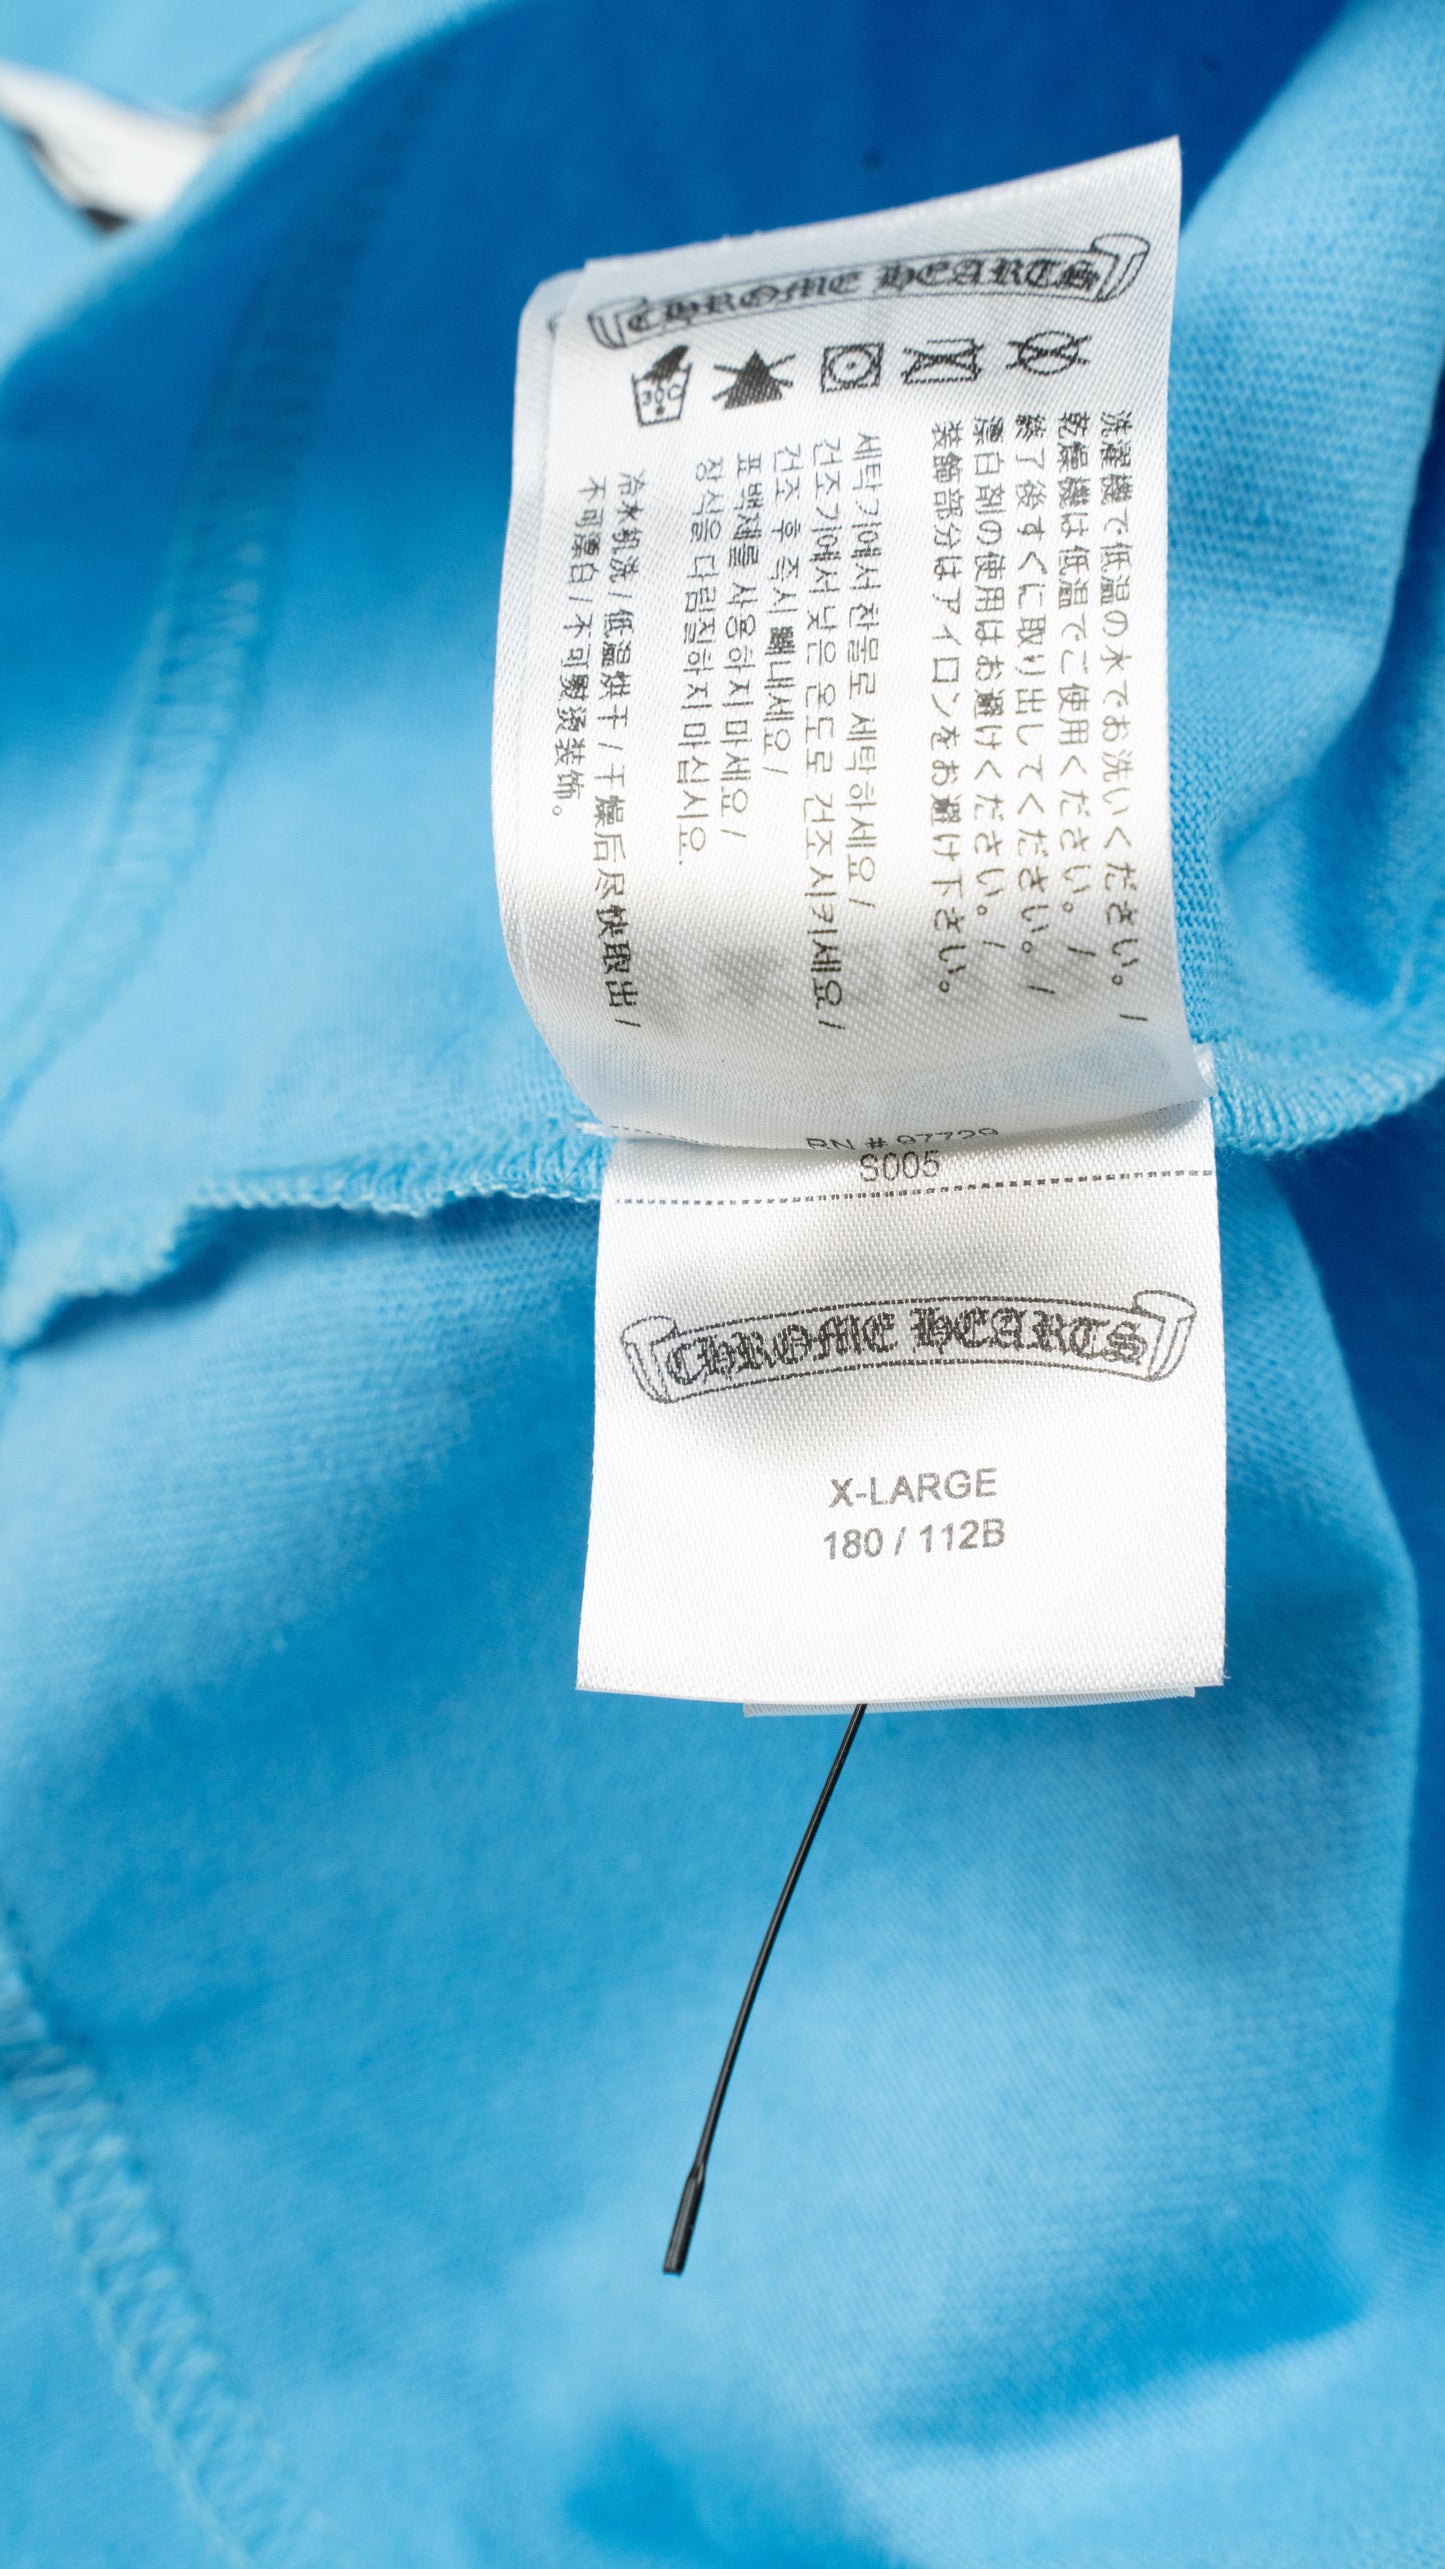 CHROME HEARTS
30C
洗濯機で低温の水でお洗いください。 /
乾燥機は低温でご使用ください。 /
終了後すぐに取り出してください。 /
漂白剤の使用はお避けください。 /
装飾部分はアイロンをお避け下さい。
세탁기에서 찬물로 세탁하세요 /
건조기에서 낮은 온도로 건조시키세요 /
건조 후 즉시 빼내세요 /
표백제를 사용하지 마세요 /
장식을 다림질하지 마십시요.
冷水机洗 / 低温烘干 / 干燥后尽快取出 /
不可漂白 / 不可熨烫装饰。
RN # 97729
S005
CHROME HEARTS
X-LARGE
180 / 112B